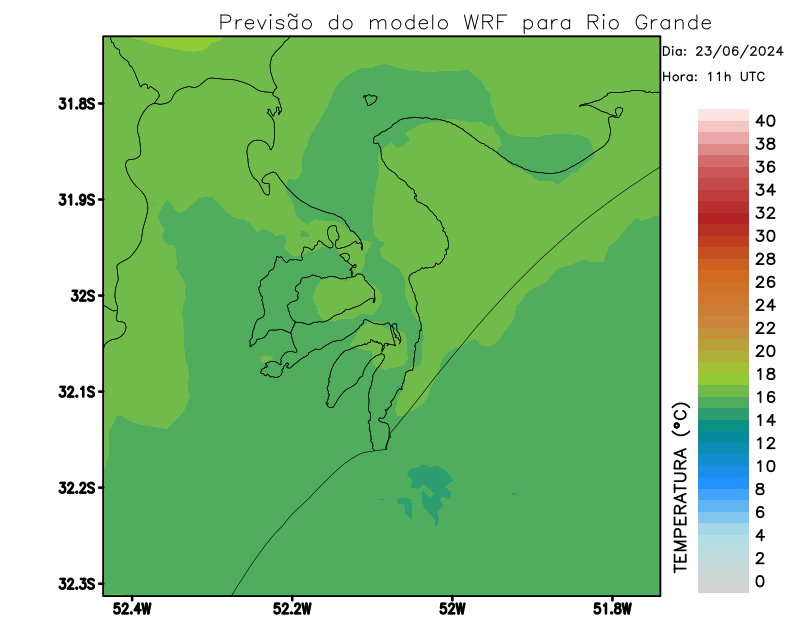 Previsão do modelo WRF para Rio Grande
Dia: 23/06/2024
Hora: 11h UTC
31.8S
31.9S
32S
32.1S
32.2S
32.3S
52.4W
52.2W
52W
51.8W
TEMPERATURA (°C)
40
38
36
34
32
30
28
26
24
22
20
18
16
14
12
10
8
6
4
2
0